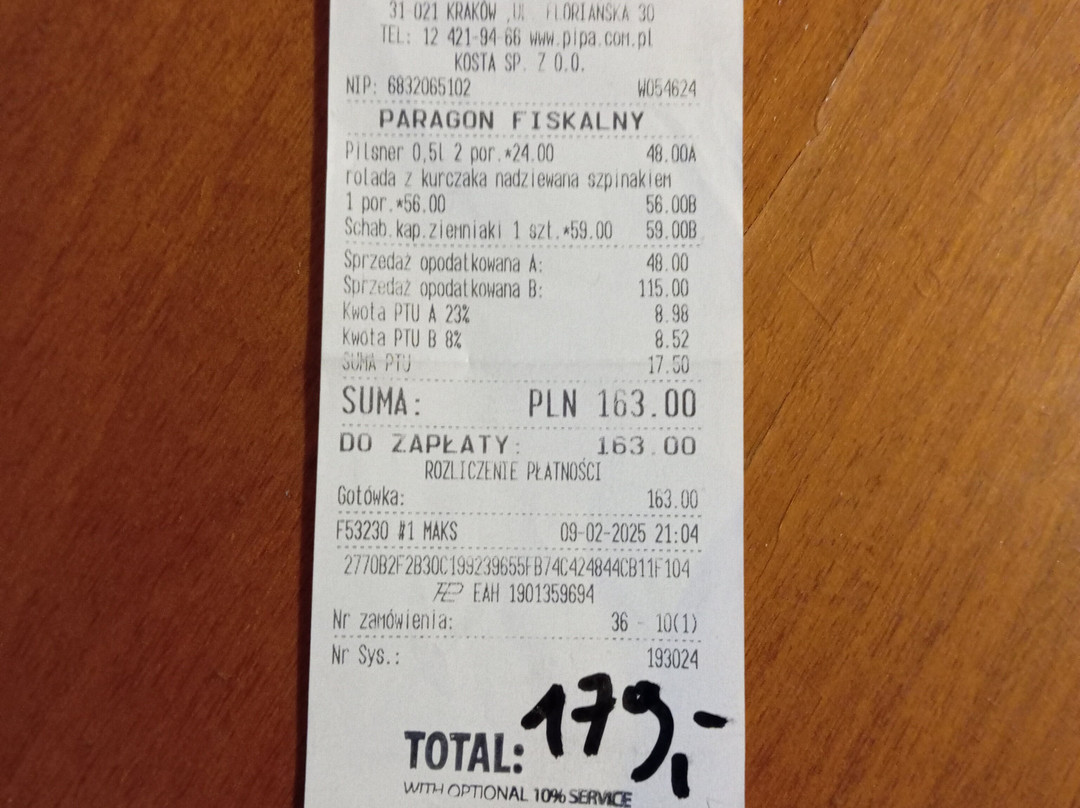 31-021 KRAKÓW ,UL. FLORIAŃSKA 30
TEL: 12 421-94-66 www.pipa.com.pl
KOSTA SP. Z O.O.
NIP: 6832065102 W054624
PARAGON FISKALNY
Pilsner 0,5l 2 por.*24.00 48.00A
rolada z kurczaka nadziewana szpinakiem
1 por.*56.00 56.00B
Schab.kap.ziemniaki 1 szt.*59.00 59.00B
Sprzedaż opodatkowana A: 48.00
Sprzedaż opodatkowana B: 115.00
Kwota PTU A 23% 8.98
Kwota PTU B 8% 8.52
SUMA PTU 17.50
SUMA: PLN 163.00
DO ZAPŁATY: 163.00
ROZLICZENIE PŁATNOŚCI
Gotówka: 163.00
F53230 #1 MAKS 09-02-2025 21:04
2770B2F2B30C199239655FB74C424844CB11F104
EAH 1901359694
Nr zamówienia: 36 - 10(1)
Nr Sys.: 193024
TOTAL: 179,-
WITH OPTIONAL 10% SERVICE